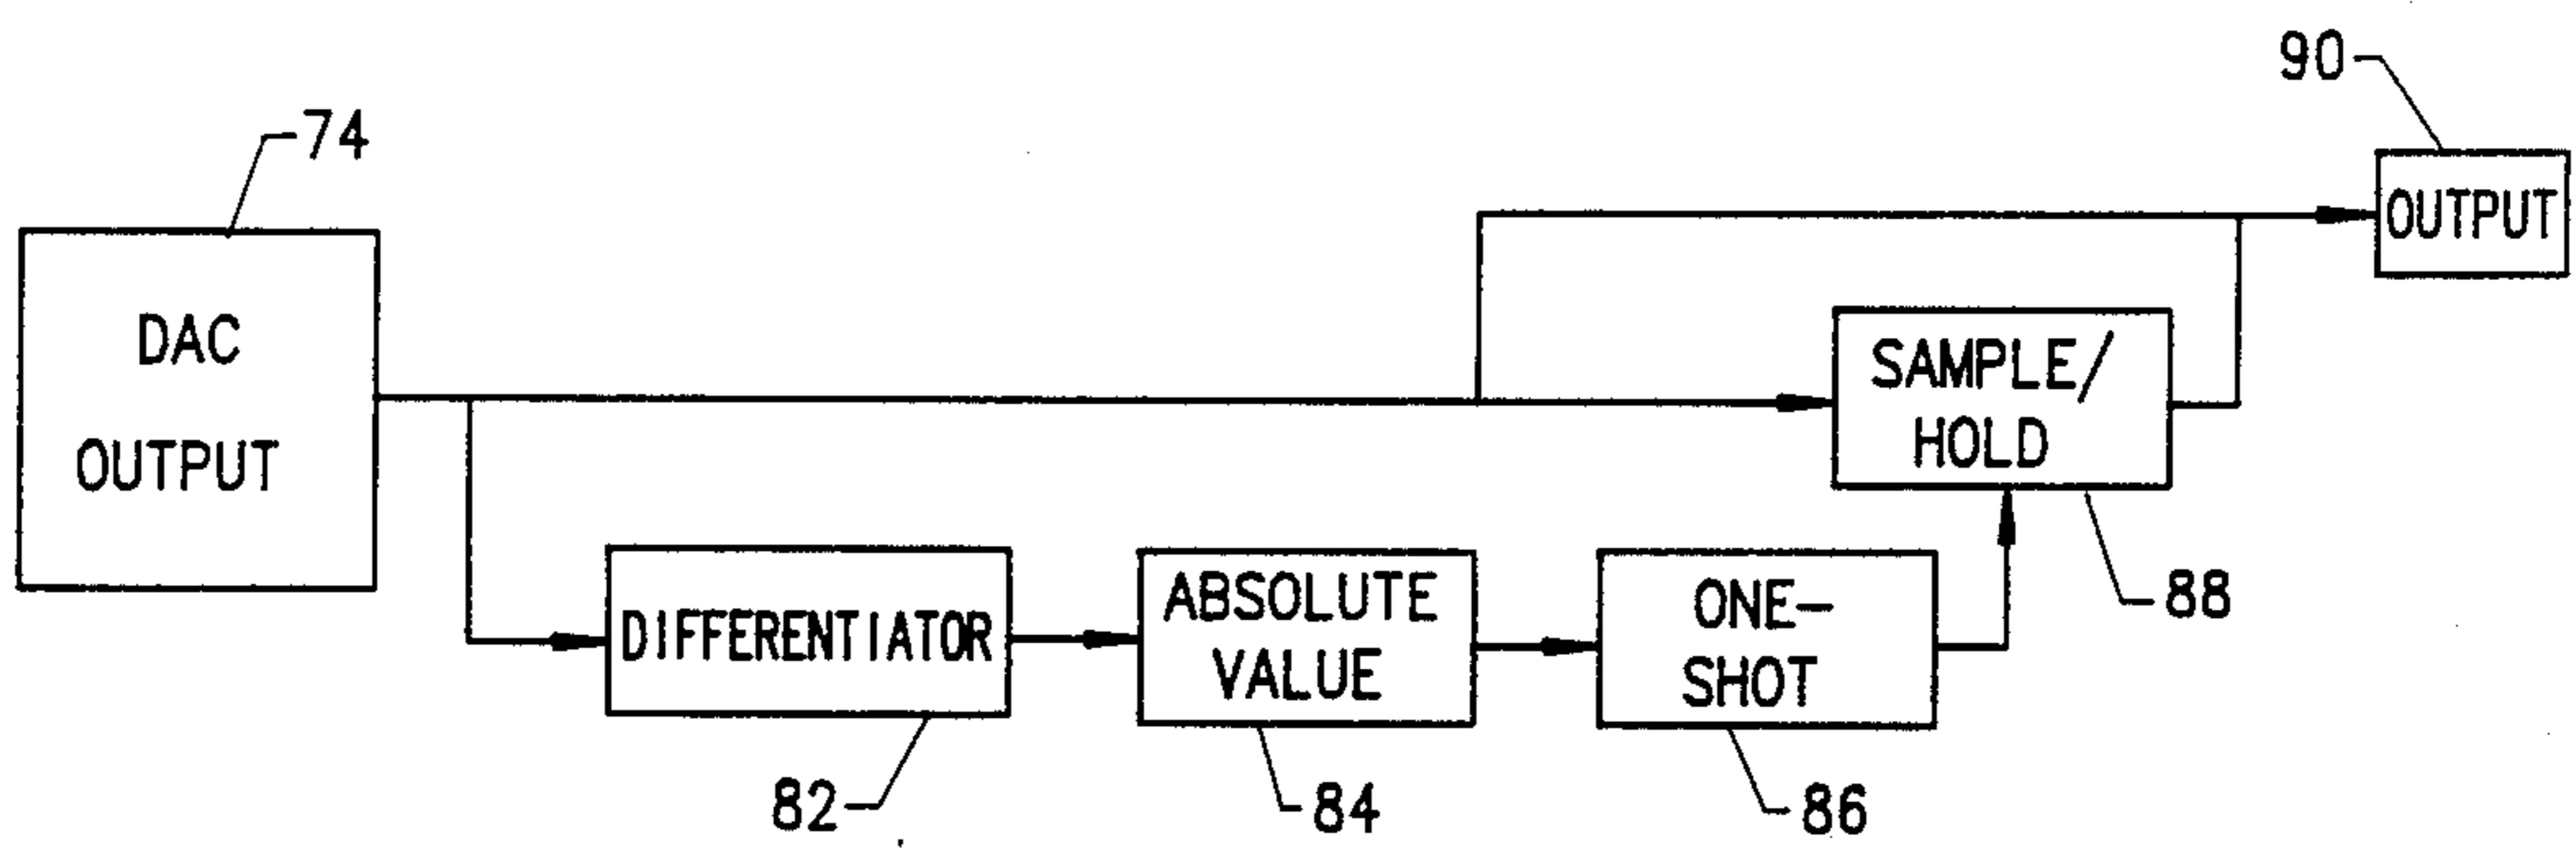 90
74
OUTPUT
DAC
OUTPUT
SAMPLE/
HOLD
DIFFERENTIATOR
ABSOLUTE
VALUE
ONE-
SHOT
88
82
84
86